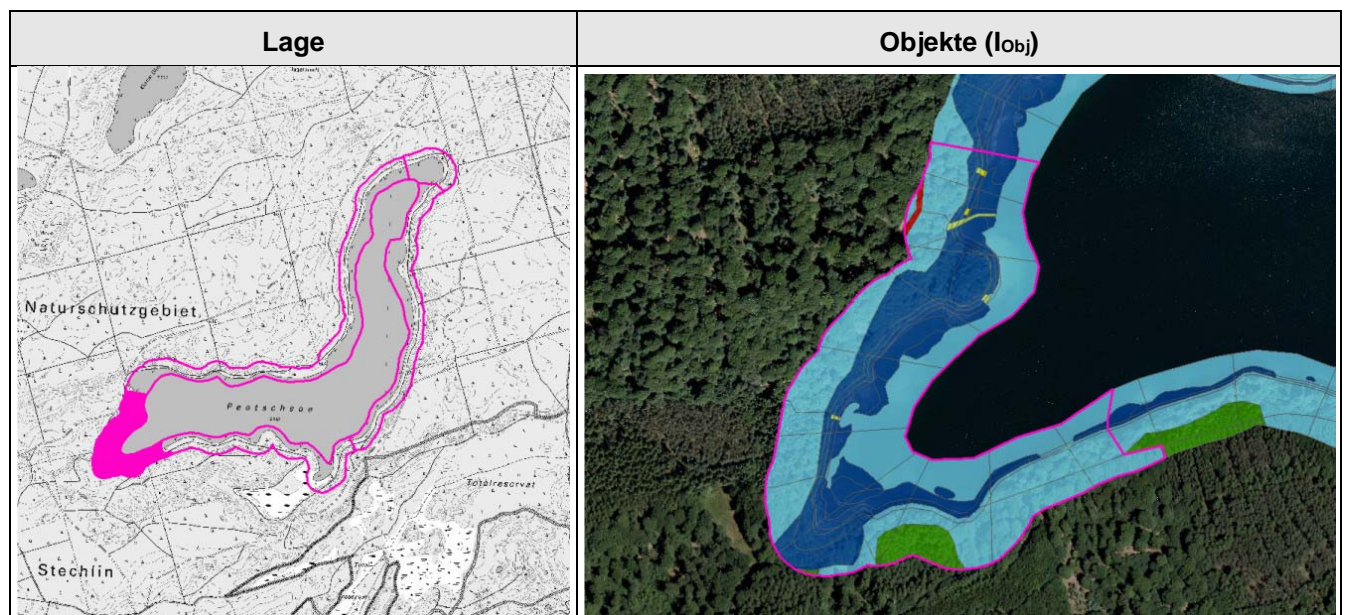 Lage
Objekte (IObj)
Naturschutzgebiet
Peetschsee
Totalreservat
Stechlin